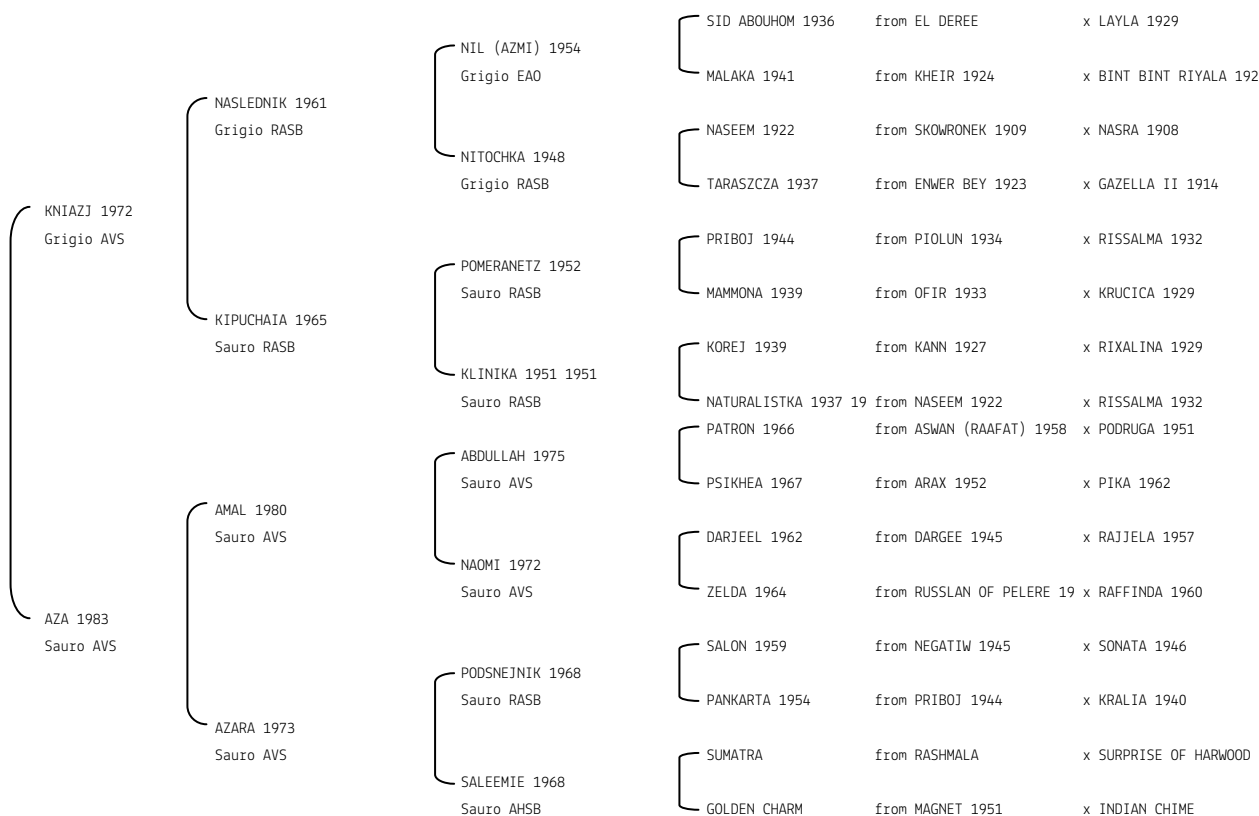 SID ABOUHOM 1936 from EL DEREE x LAYLA 1929
NIL (AZMI) 1954
Grigio EAO MALAKA 1941 from KHEIR 1924 x BINT BINT RIYALA 192
NASLEDNIK 1961
Grigio RASB NASEEM 1922 from SKOWRONEK 1909 x NASRA 1908
NITOCHKA 1948
Grigio RASB TARASZCZA 1937 from ENWER BEY 1923 x GAZELLA II 1914
KNIAZJ 1972
Grigio AVS PRIBOJ 1944 from PIOLUN 1934 x RISSALMA 1932
POMERANETZ 1952
Sauro RASB MAMMONA 1939 from OFIR 1933 x KRUCICA 1929
KIPUCHAIA 1965
Sauro RASB KOREJ 1939 from KANN 1927 x RIXALINA 1929
KLINIKA 1951 1951
Sauro RASB NATURALISTKA 1937 19 from NASEEM 1922 x RISSALMA 1932
PATRON 1966 from ASWAN (RAAFAT) 1958 x PODRUGA 1951
ABDULLAH 1975
Sauro AVS PSIKHEA 1967 from ARAX 1952 x PIKA 1962
AMAL 1980
Sauro AVS DARJEEL 1962 from DARGEE 1945 x RAJJELA 1957
NAOMI 1972
Sauro AVS ZELDA 1964 from RUSSLAN OF PELERE 19 x RAFFINDA 1960
AZA 1983
Sauro AVS SALON 1959 from NEGATIW 1945 x SONATA 1946
PODSNEJNIK 1968
Sauro RASB PANKARTA 1954 from PRIBOJ 1944 x KRALIA 1940
AZARA 1973
Sauro AVS SUMATRA from RASHMALA x SURPRISE OF HARWOOD
SALEEMIE 1968
Sauro AHSB GOLDEN CHARM from MAGNET 1951 x INDIAN CHIME